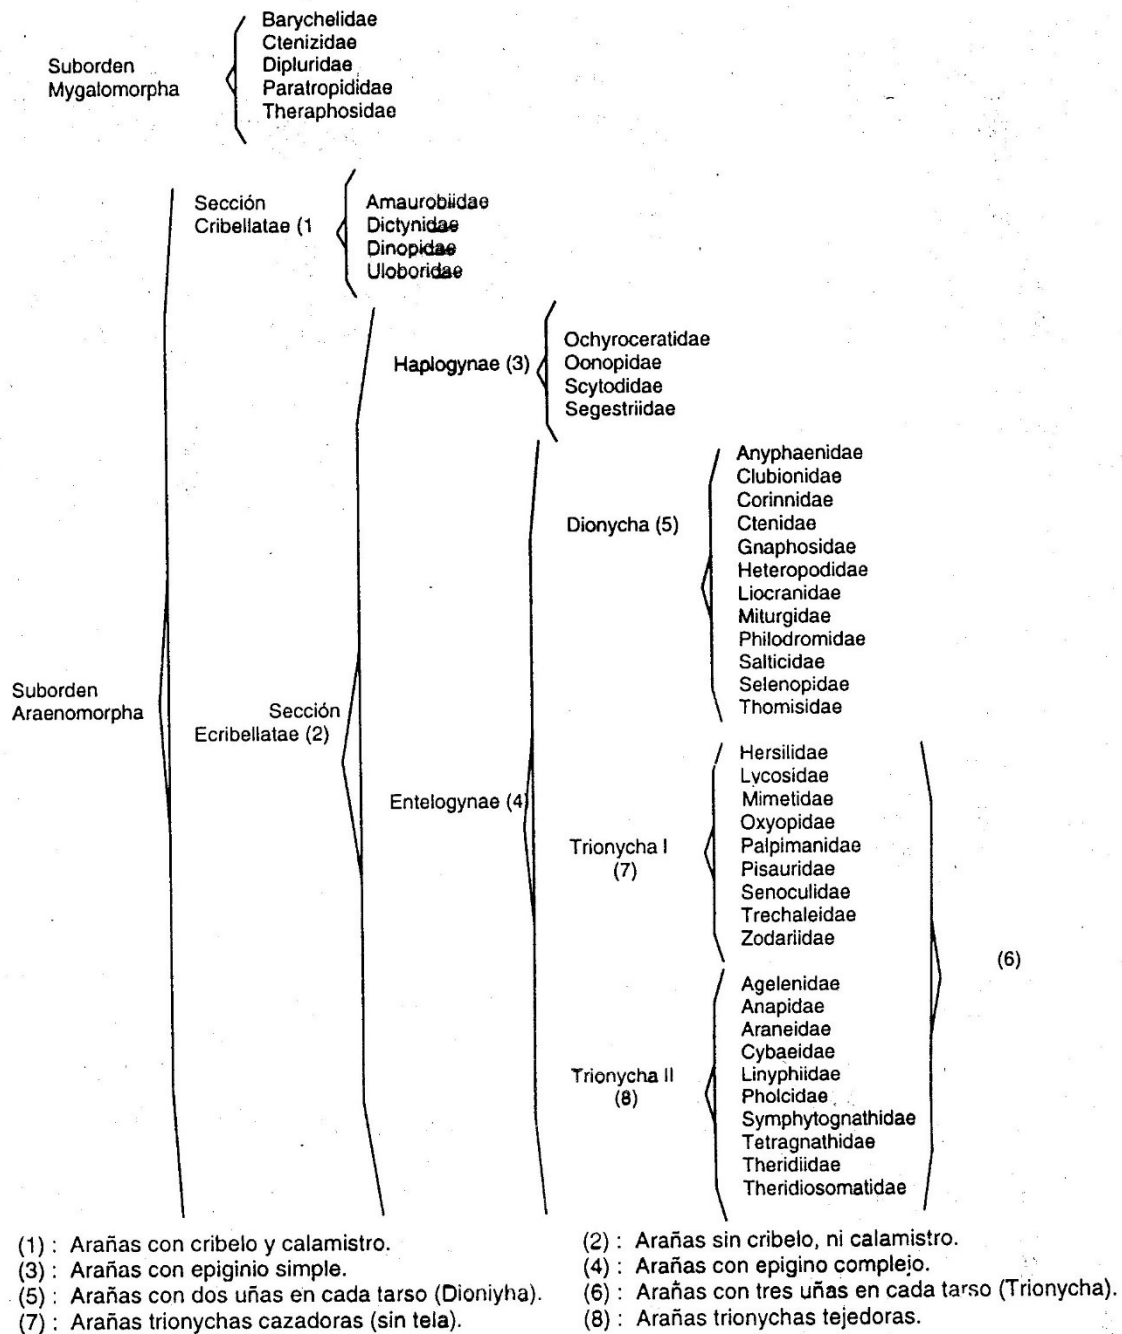 Barychelidae
Ctenizidae
Suborden
Mygalomorpha
Dipluridae
Paratropididae
Theraphosidae
Sección
Cribellatae (1
Amaurobiidae
Dictynidae
Dinopidae
Uloboridae
Haplogynae (3)
Ochyroceratidae
Oonopidae
Scytodidae
Segestriidae
Dionycha (5)
Anyphaenidae
Clubionidae
Corinnidae
Ctenidae
Gnaphosidae
Heteropodidae
Liocranidae
Miturgidae
Philodromidae
Salticidae
Selenopidae
Thomisidae
Suborden
Araenomorpha
Sección
Ecribellatae (2)
Entelogynae (4)
Trionycha I
(7)
Hersilidae
Lycosidae
Mimetidae
Oxyopidae
Palpimanidae
Pisauridae
Senoculidae
Trechaleidae
Zodariidae
(6)
Trionycha II
(8)
Agelenidae
Anapidae
Araneidae
Cybaeidae
Linyphiidae
Pholcidae
Symphytognathidae
Tetragnathidae
Theridiidae
Theridiosomatidae
(1) : Arañas con cribelo y calamistro.
(2) : Arañas sin cribelo, ni calamistro.
(3) : Arañas con epiginio simple.
(4) : Arañas con epigino complejo.
(5) : Arañas con dos uñas en cada tarso (Dioniyha).
(6) : Arañas con tres uñas en cada tarso (Trionycha).
(7) : Arañas trionychas cazadoras (sin tela).
(8) : Arañas trionychas tejedoras.